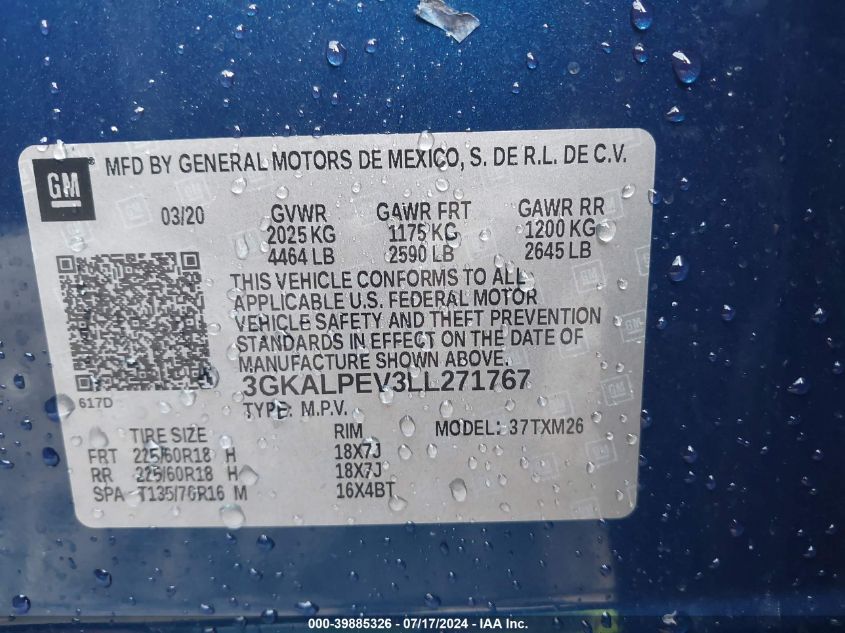 GM
MFD BY GENERAL MOTORS DE MEXICO, S. DE R.L. DE C.V.
03/20 GVWR GAWR FRT GAWR RR
2025 KG 1175 KG 1200 KG
4464 LB 2590 LB 2645 LB
THIS VEHICLE CONFORMS TO ALL
APPLICABLE U.S. FEDERAL MOTOR
VEHICLE SAFETY AND THEFT PREVENTION
STANDARDS IN EFFECT ON THE DATE OF
MANUFACTURE SHOWN ABOVE.
617D
3GKALPEV3LL271767
TYPE: M.P.V.
TIRE SIZE RIM MODEL: 37TXM26
FRT 225/60R18 H 18X7J
RR 225/60R18 H 18X7J
SPA T135/70R16 M 16X4BT
000-39885326 - 07/17/2024 - IAA Inc.